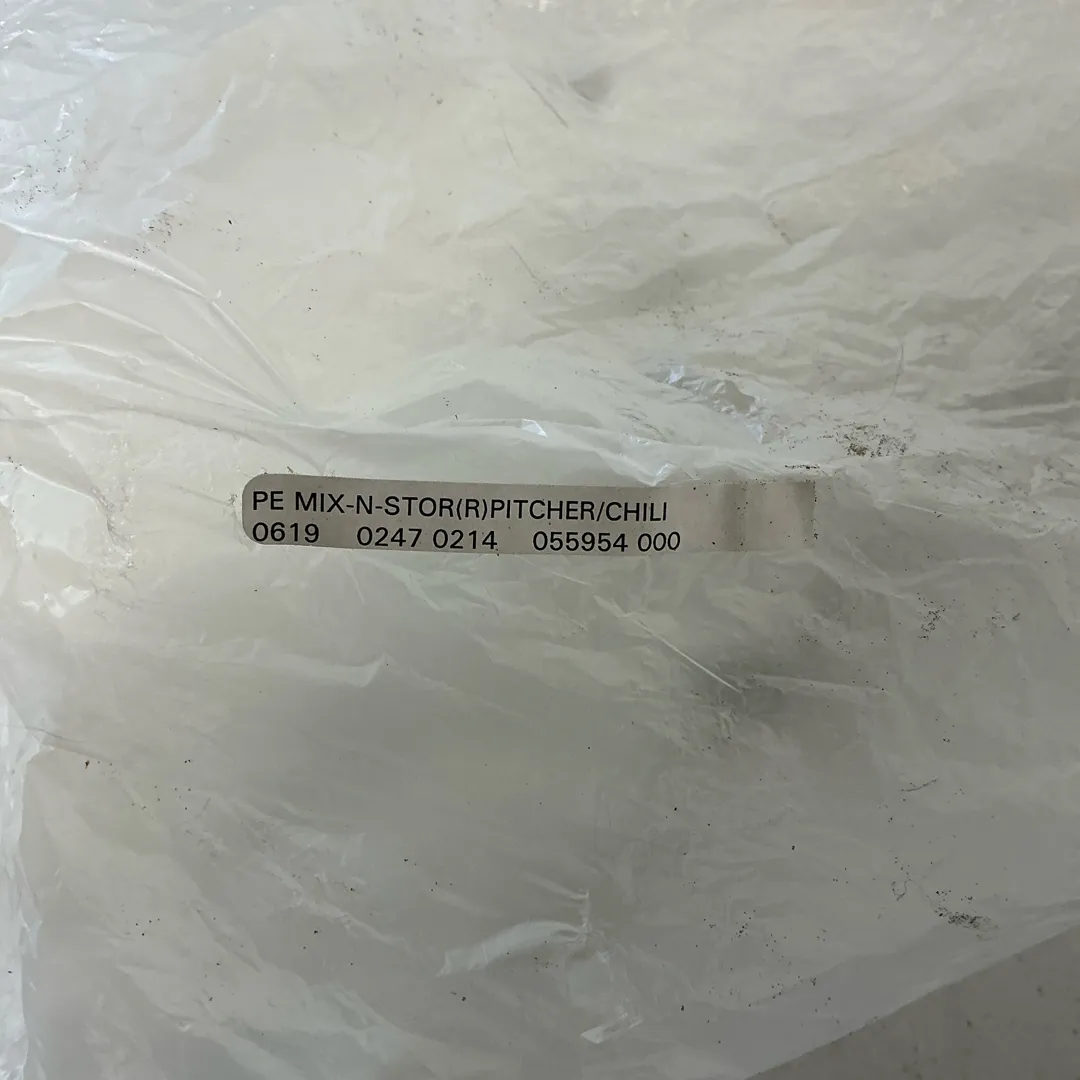 PE MIX-N-STOR(R)PITCHER/CHILI
0619 0247 0214 055954 000